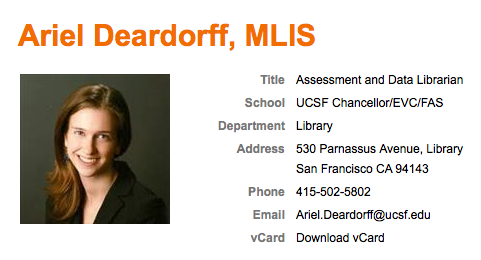 Ariel Deardorff, MLIS
Title Assessment and Data Librarian
School UCSF Chancellor/EVC/FAS
Department Library
Address 530 Parnassus Avenue, Library
San Francisco CA 94143
Phone 415-502-5802
Email Ariel.Deardorff@ucsf.edu
vCard Download vCard